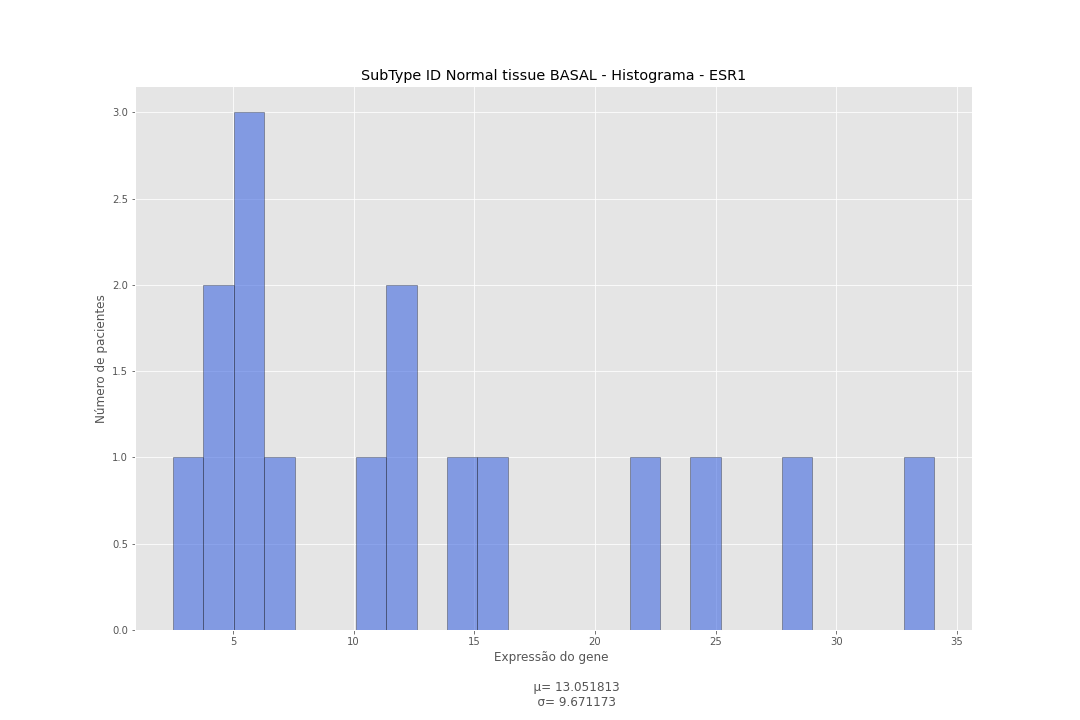 SubType ID Normal tissue BASAL - Histograma - ESR1
3.0
2.5
2.0
1.5
1.0
0.5
0.0
Número de pacientes
5 10 15 20 25 30 35
Expressão do gene
μ= 13.051813
σ= 9.671173